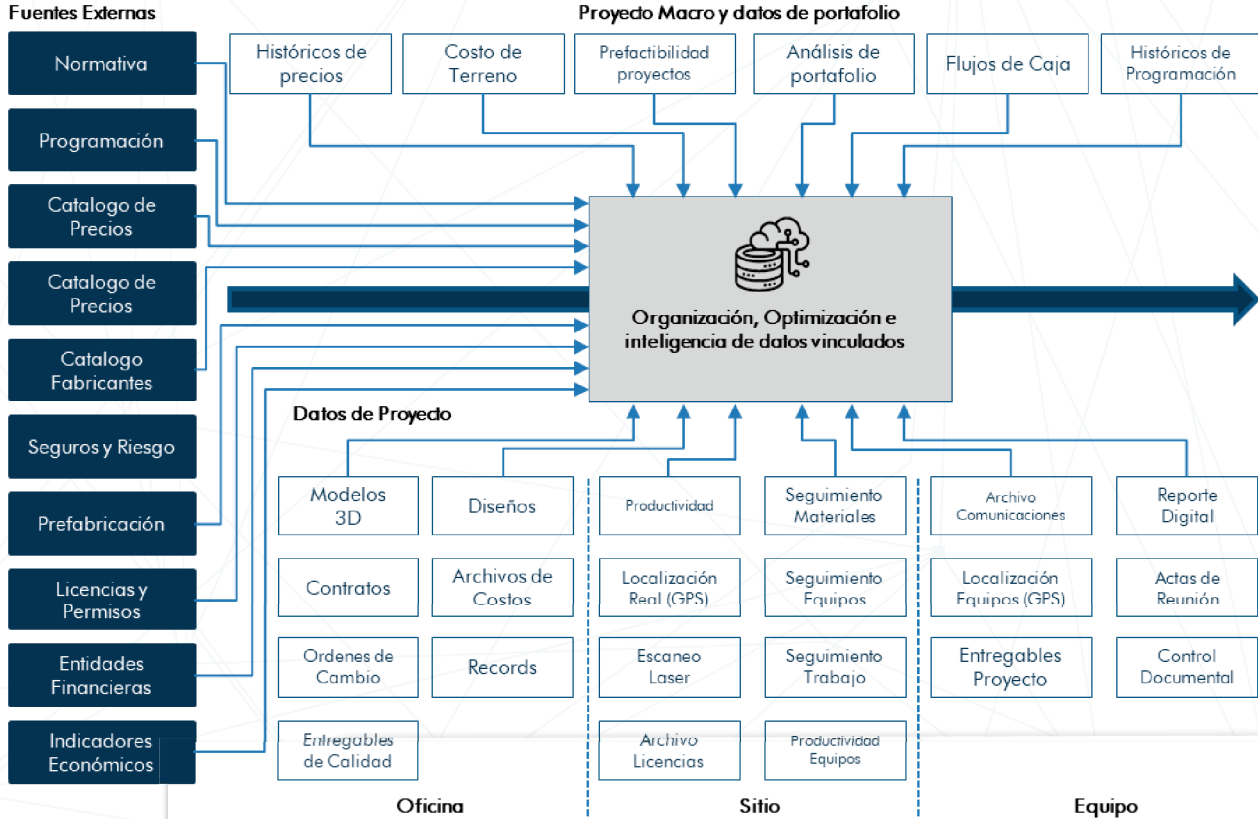 Fuentes Externas
Proyecto Macro y datos de portafolio
Normativa
Programación
Catalogo de
Precios
Catalogo de
Precios
Catalogo
Fabricantes
Seguros y Riesgo
Prefabricación
Licencias y
Permisos
Entidades
Financieras
Indicadores
Económicos
Históricos de
precios
Costo de
Terreno
Prefactibilidad
proyectos
Análisis de
portafolio
Flujos de Caja
Históricos de
Programación
Organización, Optimización e
inteligencia de datos vinculados
Datos de Proyecto
Modelos
3D
Diseños
Contratos
Archivos de
Costos
Ordenes de
Cambio
Records
Entregables
de Calidad
Oficina
Productividad
Seguimiento
Materiales
Localización
Real (GPS)
Seguimiento
Equipos
Escaneo
Laser
Seguimiento
Trabajo
Archivo
Licencias
Productividad
Equipos
Sitio
Archivo
Comunicaciones
Reporte
Digital
Localización
Equipos (GPS)
Actas de
Reunión
Entregables
Proyecto
Control
Documental
Equipo